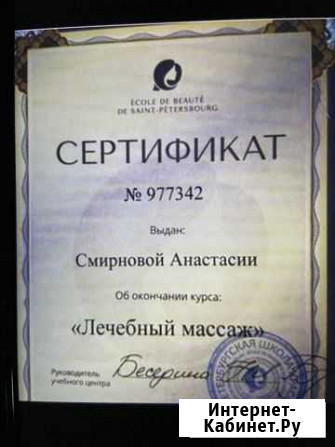 ÉCOLE DE BEAUTÉ
DE SAINT-PÉTERSBOURG
СЕРТИФИКАТ
№ 977342
Выдан:
Смирновой Анастасии
Об окончании курса:
«Лечебный массаж»
Руководитель
учебного центра
Интернет-
Кабинет.Ру